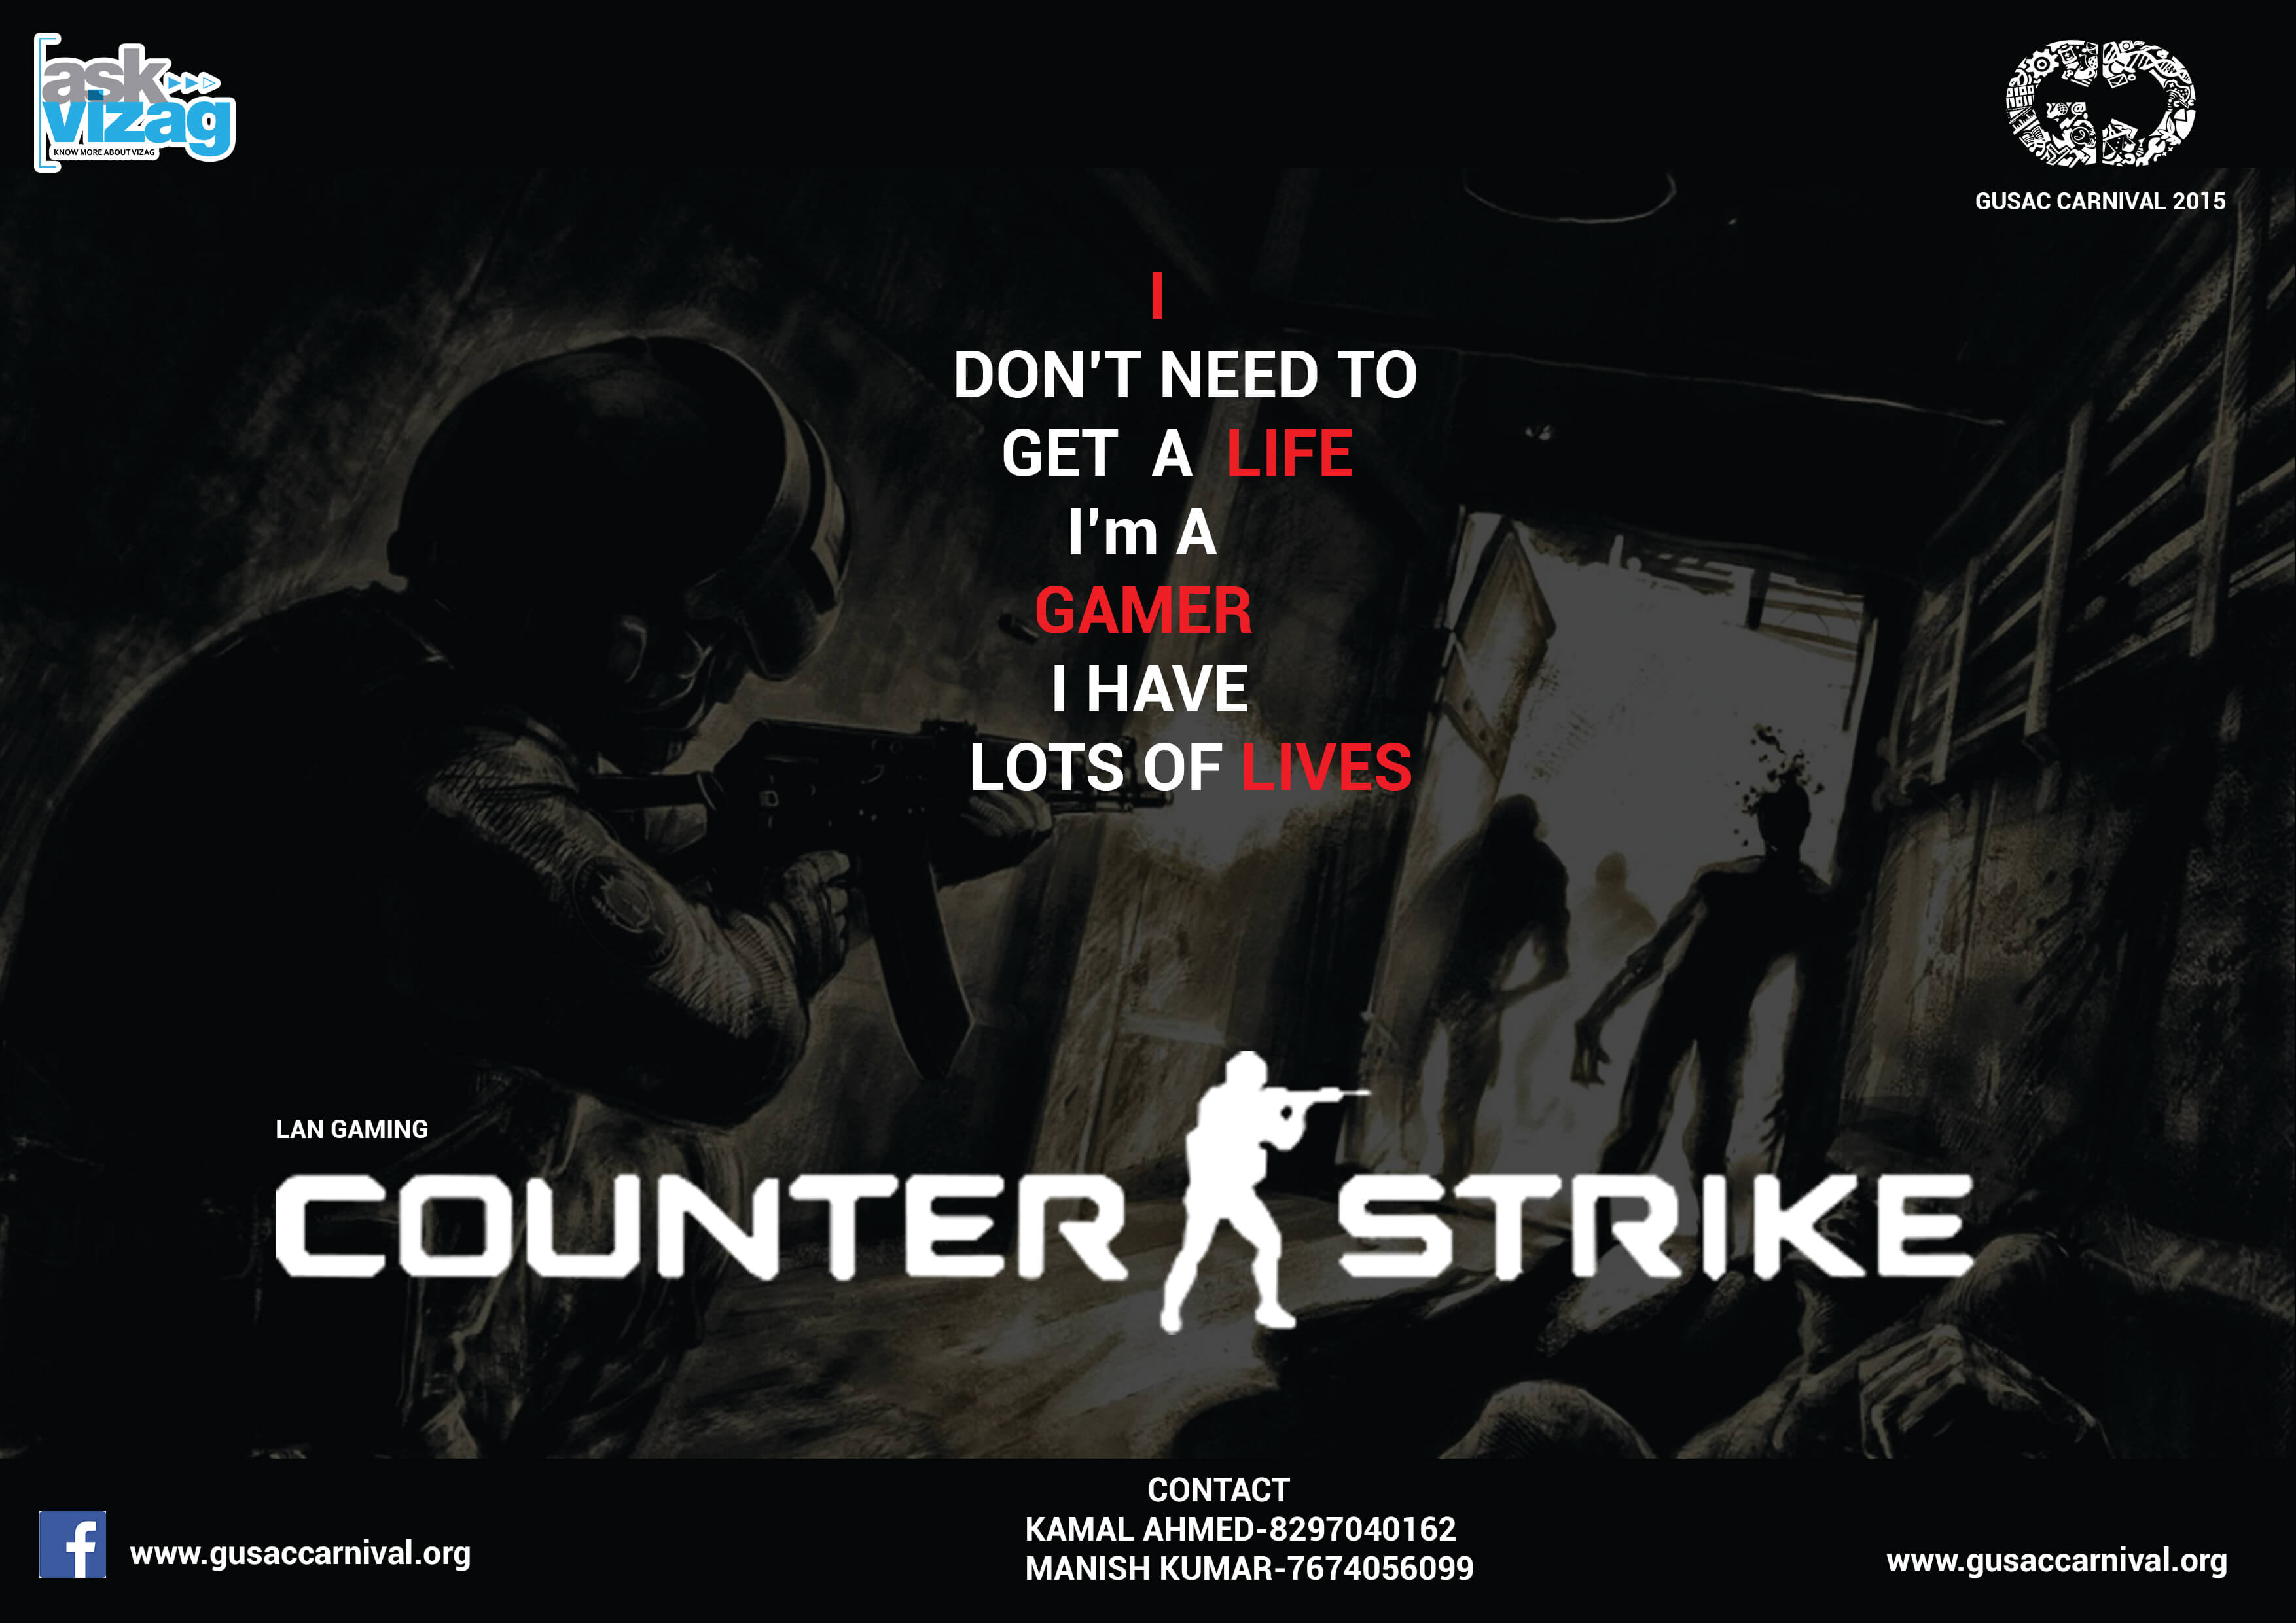 ask
vizag
KNOW MORE ABOUT VIZAG
GUSAC CARNIVAL 2015
I
DON'T NEED TO
GET A LIFE
I'm A
GAMER
I HAVE
LOTS OF LIVES
LAN GAMING
COUNTER STRIKE
CONTACT
KAMAL AHMED-8297040162
MANISH KUMAR-7674056099
f www.gusaccarnival.org
www.gusaccarnival.org